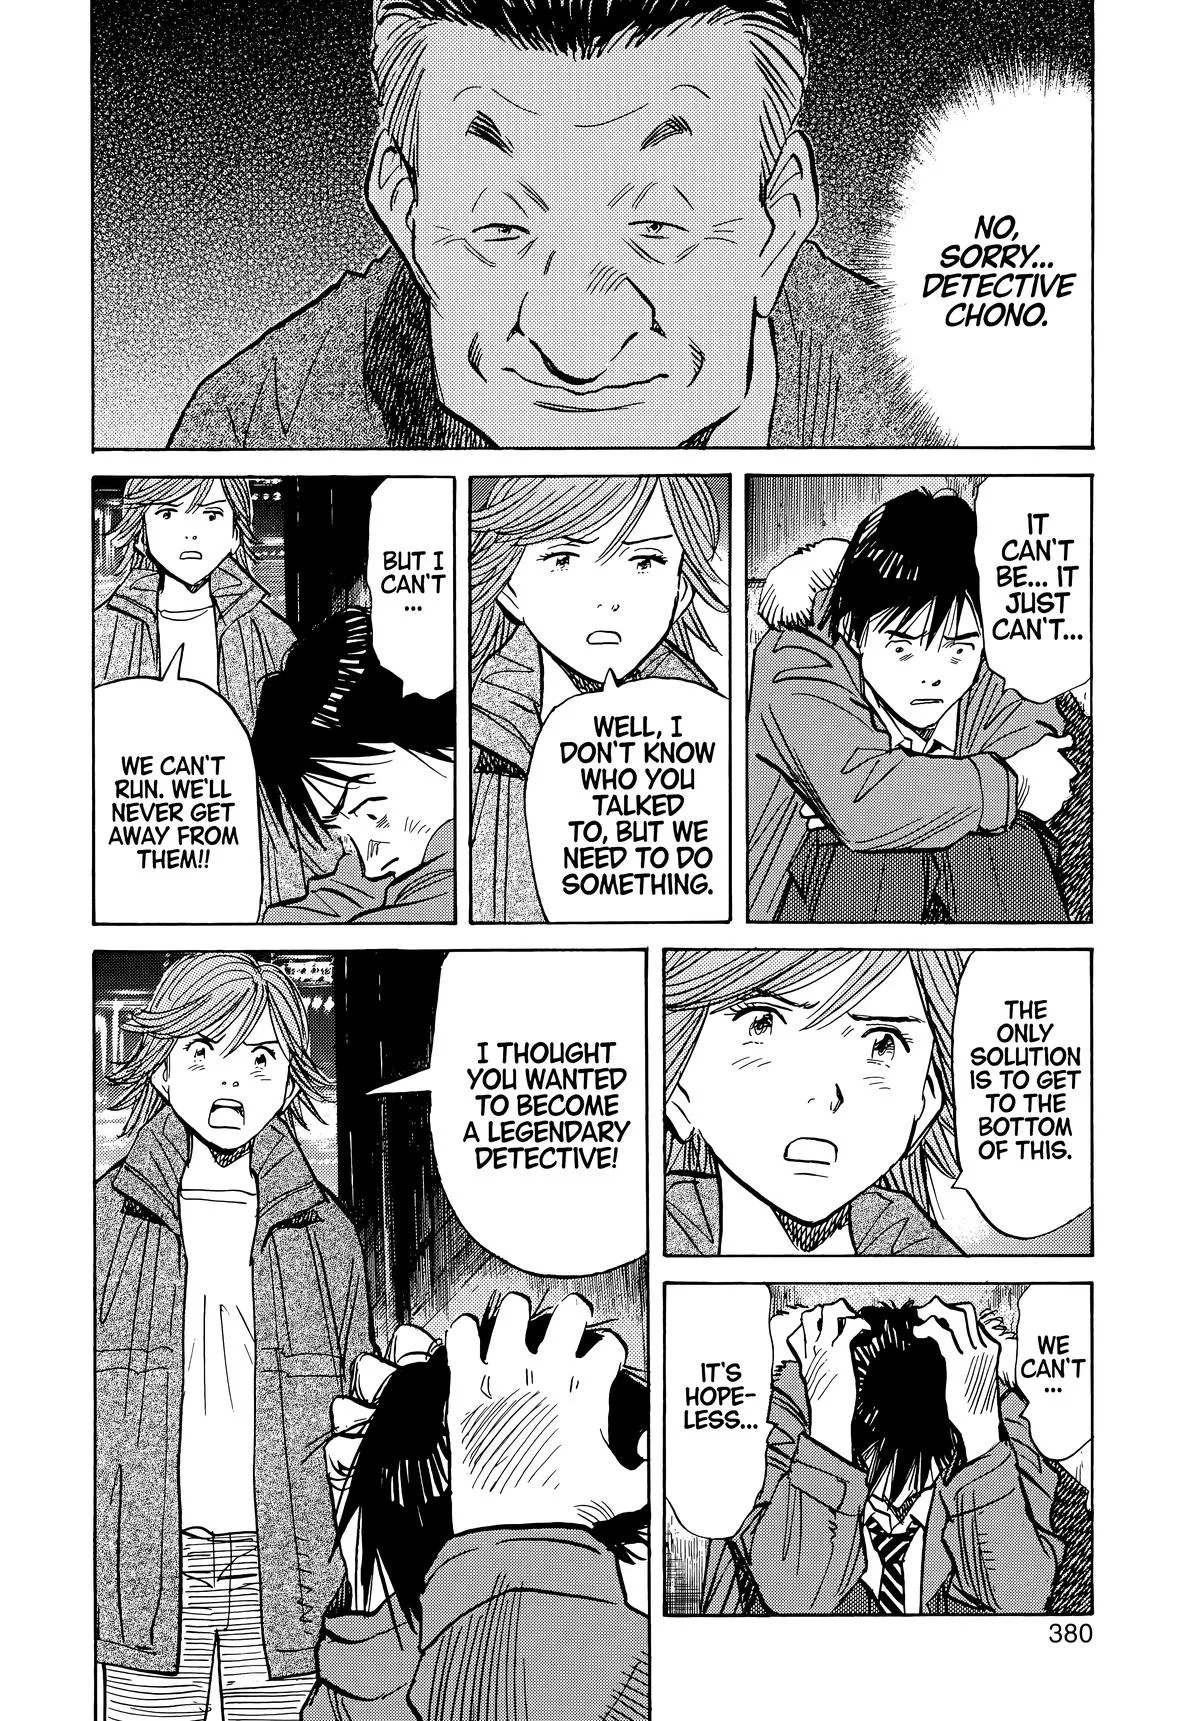 NO,
SORRY...
DETECTIVE
CHONO.
IT
CAN'T
BE... IT
JUST
CAN'T...
WELL, I
DON'T KNOW
WHO YOU
TALKED
TO, BUT WE
NEED TO DO
SOMETHING.
BUT I
CAN'T
...
WE CAN'T
RUN. WE'LL
NEVER GET
AWAY FROM
THEM!!
THE
ONLY
SOLUTION
IS TO GET
TO THE
BOTTOM
OF THIS.
WE
CAN'T
...
IT'S
HOPE-
LESS...
I THOUGHT
YOU WANTED
TO BECOME
A LEGENDARY
DETECTIVE!
380